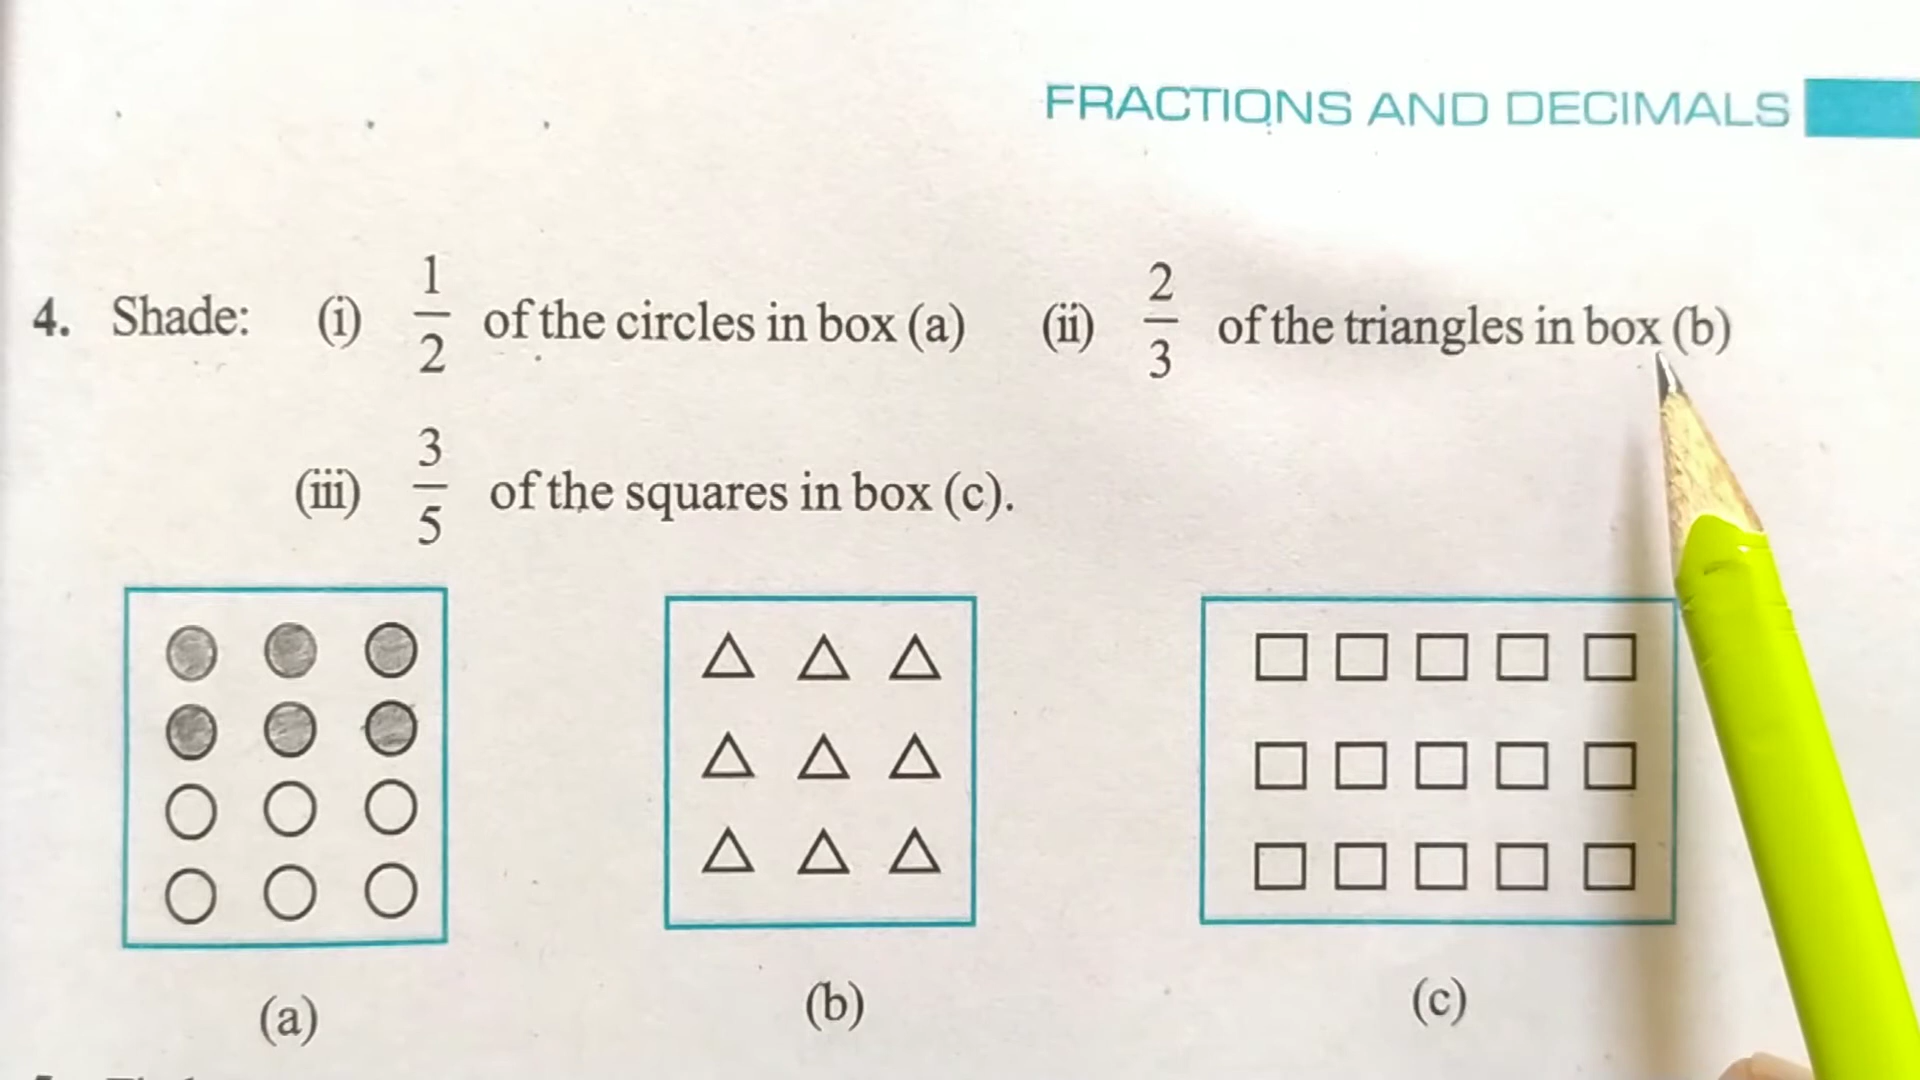 FRACTIONS AND DECIMALS
4. Shade: (i) 1/2 of the circles in box (a) (ii) 2/3 of the triangles in box (b)
(iii) 3/5 of the squares in box (c).
(a) (b) (c)